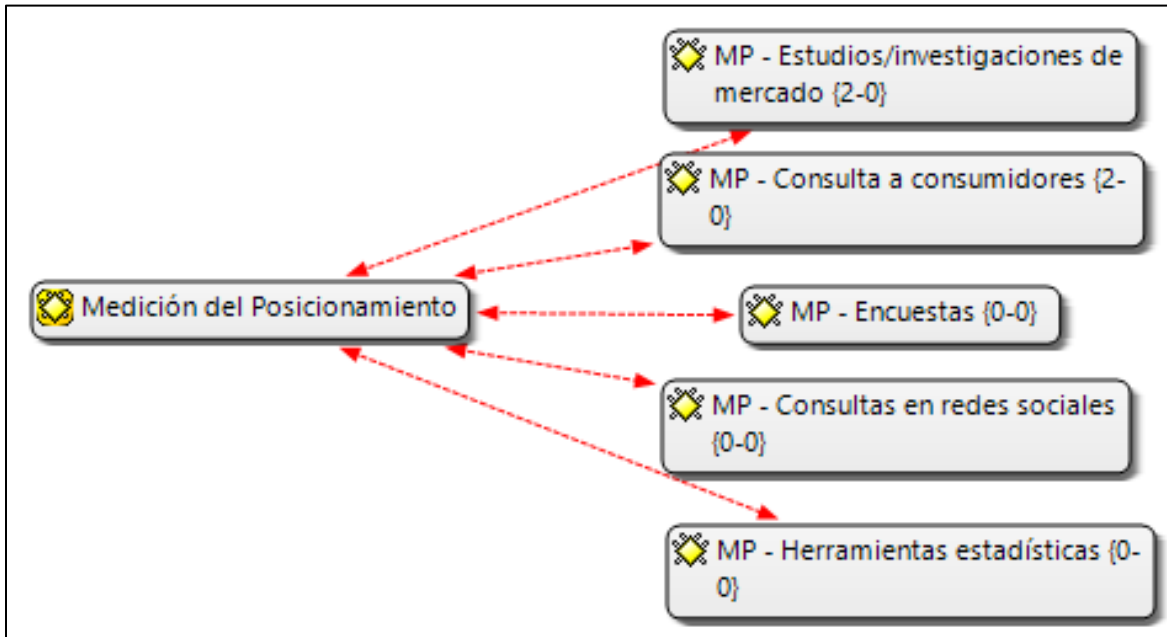 MP - Estudios/investigaciones de
mercado {2-0}
MP - Consulta a consumidores {2-
0}
Medición del Posicionamiento
MP - Encuestas {0-0}
MP - Consultas en redes sociales
{0-0}
MP - Herramientas estadísticas {0-
0}